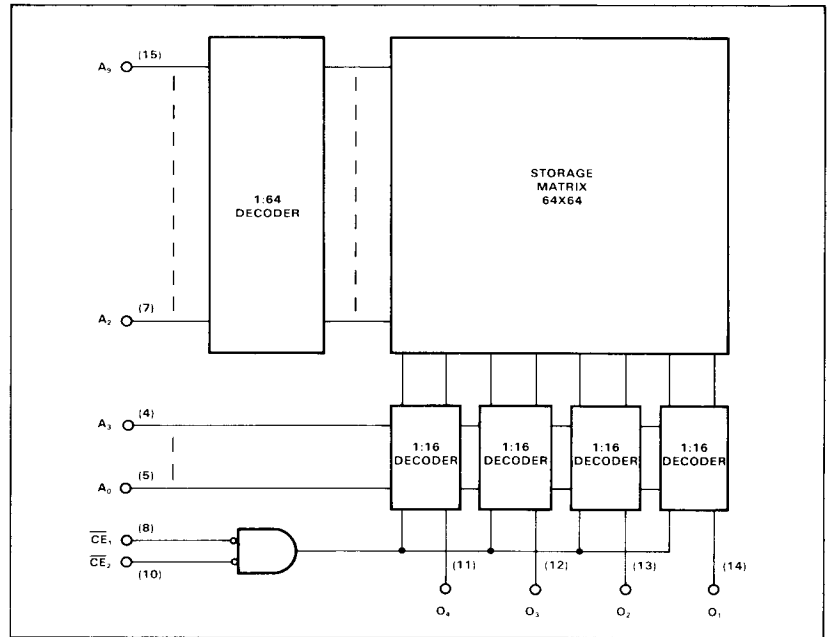 A₉ (15)
1:64
DECODER
STORAGE
MATRIX
64X64
A₂ (7)
A₃ (4)
A₀ (5)
1:16
DECODER
1:16
DECODER
1:16
DECODER
1:16
DECODER
CE₁ (8)
CE₂ (10)
(11)
(12)
(13)
(14)
O₄
O₃
O₂
O₁